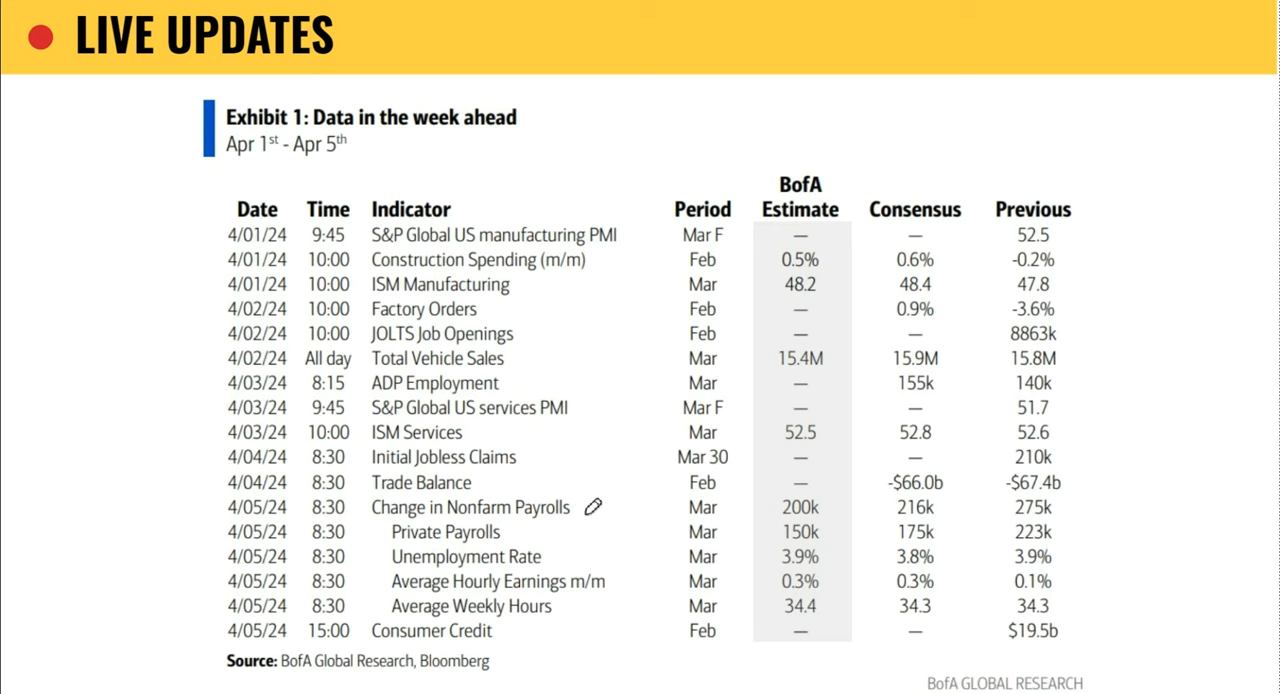 LIVE UPDATES
Exhibit 1: Data in the week ahead
Apr 1st - Apr 5th
BofA
Date Time Indicator Period Estimate Consensus Previous
4/01/24 9:45 S&P Global US manufacturing PMI Mar F — — 52.5
4/01/24 10:00 Construction Spending (m/m) Feb 0.5% 0.6% -0.2%
4/01/24 10:00 ISM Manufacturing Mar 48.2 48.4 47.8
4/02/24 10:00 Factory Orders Feb — 0.9% -3.6%
4/02/24 10:00 JOLTS Job Openings Feb — — 8863k
4/02/24 All day Total Vehicle Sales Mar 15.4M 15.9M 15.8M
4/03/24 8:15 ADP Employment Mar — 155k 140k
4/03/24 9:45 S&P Global US services PMI Mar F — — 51.7
4/03/24 10:00 ISM Services Mar 52.5 52.8 52.6
4/04/24 8:30 Initial Jobless Claims Mar 30 — — 210k
4/04/24 8:30 Trade Balance Feb — -$66.0b -$67.4b
4/05/24 8:30 Change in Nonfarm Payrolls Mar 200k 216k 275k
4/05/24 8:30 Private Payrolls Mar 150k 175k 223k
4/05/24 8:30 Unemployment Rate Mar 3.9% 3.8% 3.9%
4/05/24 8:30 Average Hourly Earnings m/m Mar 0.3% 0.3% 0.1%
4/05/24 8:30 Average Weekly Hours Mar 34.4 34.3 34.3
4/05/24 15:00 Consumer Credit Feb — — $19.5b
Source: BofA Global Research, Bloomberg
BofA GLOBAL RESEARCH